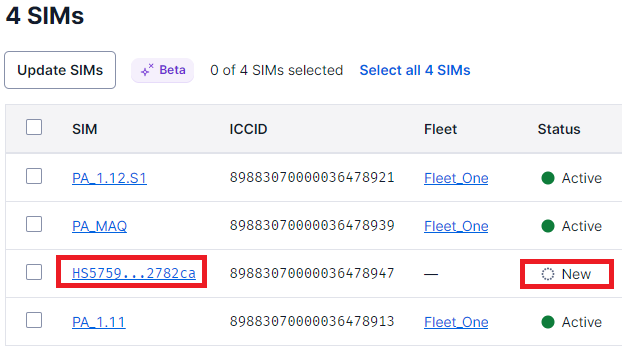 4 SIMs
Update SIMs Beta 0 of 4 SIMs selected Select all 4 SIMs
SIM ICCID Fleet Status
PA_1.12.S1 89883070000036478921 Fleet_One Active
PA_MAQ 89883070000036478939 Fleet_One Active
HS5759...2782ca 89883070000036478947 — New
PA_1.11 89883070000036478913 Fleet_One Active